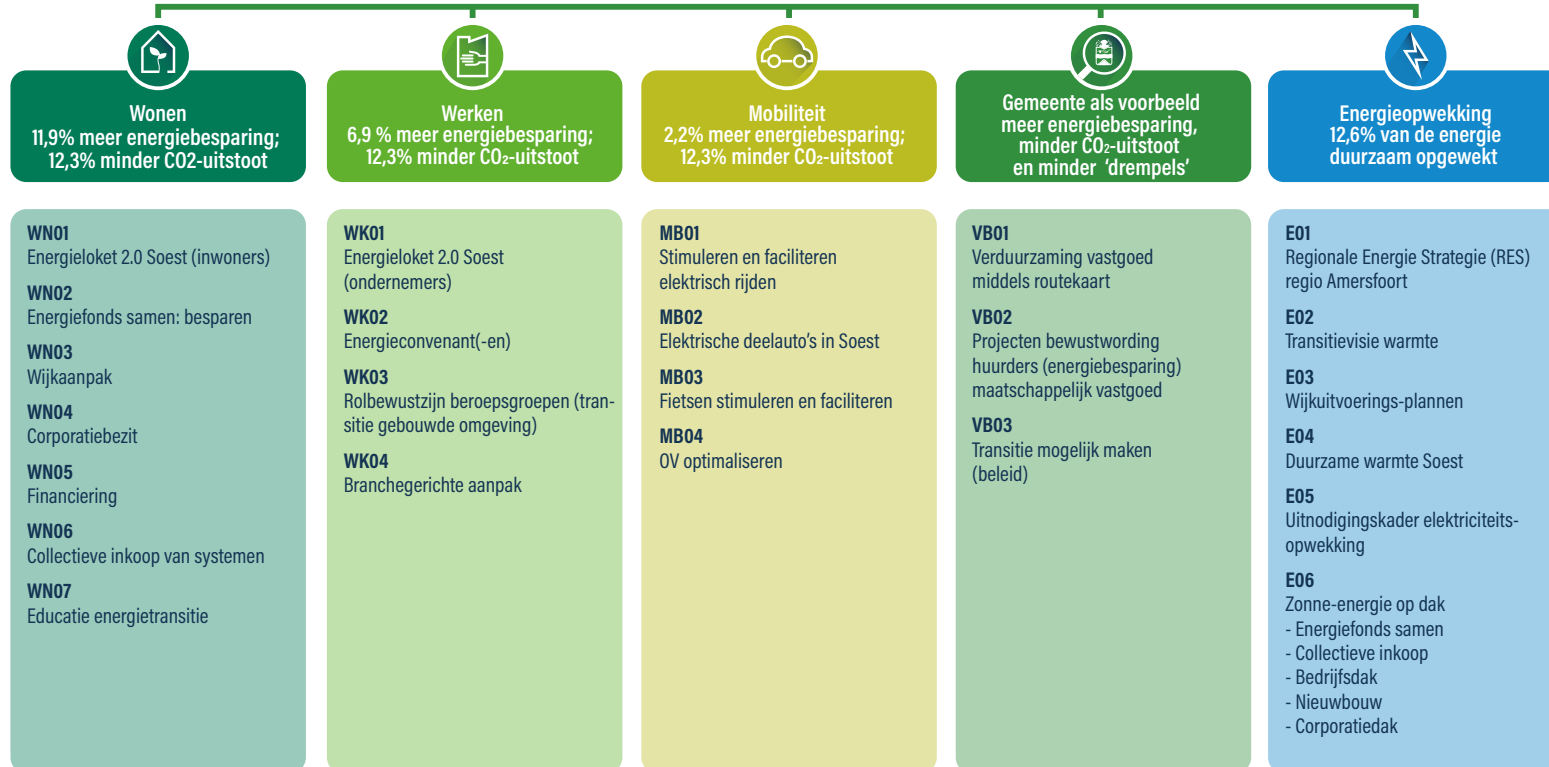 Wonen
11,9% meer energiebesparing;
12,3% minder CO2-uitstoot
WN01
Energieloket 2.0 Soest (inwoners)
WN02
Energiefonds samen: besparen
WN03
Wijkaanpak
WN04
Corporatiebezit
WN05
Financiering
WN06
Collectieve inkoop van systemen
WN07
Educatie energietransitie
Werken
6,9 % meer energiebesparing;
12,3% minder CO₂-uitstoot
WK01
Energieloket 2.0 Soest
(ondernemers)
WK02
Energieconvenant(-en)
WK03
Rolbewustzijn beroepsgroepen (tran-
sitie gebouwde omgeving)
WK04
Branchegerichte aanpak
Mobiliteit
2,2% meer energiebesparing;
12,3% minder CO₂-uitstoot
MB01
Stimuleren en faciliteren
elektrisch rijden
MB02
Elektrische deelauto's in Soest
MB03
Fietsen stimuleren en faciliteren
MB04
OV optimaliseren
Gemeente als voorbeeld
meer energiebesparing,
minder CO₂-uitstoot
en minder 'drempels'
VB01
Verduurzaming vastgoed
middels routekaart
VB02
Projecten bewustwording
huurders (energiebesparing)
maatschappelijk vastgoed
VB03
Transitie mogelijk maken
(beleid)
Energieopwekking
12,6% van de energie
duurzaam opgewekt
E01
Regionale Energie Strategie (RES)
regio Amersfoort
E02
Transitievisie warmte
E03
Wijkuitvoerings-plannen
E04
Duurzame warmte Soest
E05
Uitnodigingskader elektriciteits-
opwekking
E06
Zonne-energie op dak
- Energiefonds samen
- Collectieve inkoop
- Bedrijfsdak
- Nieuwbouw
- Corporatiedak